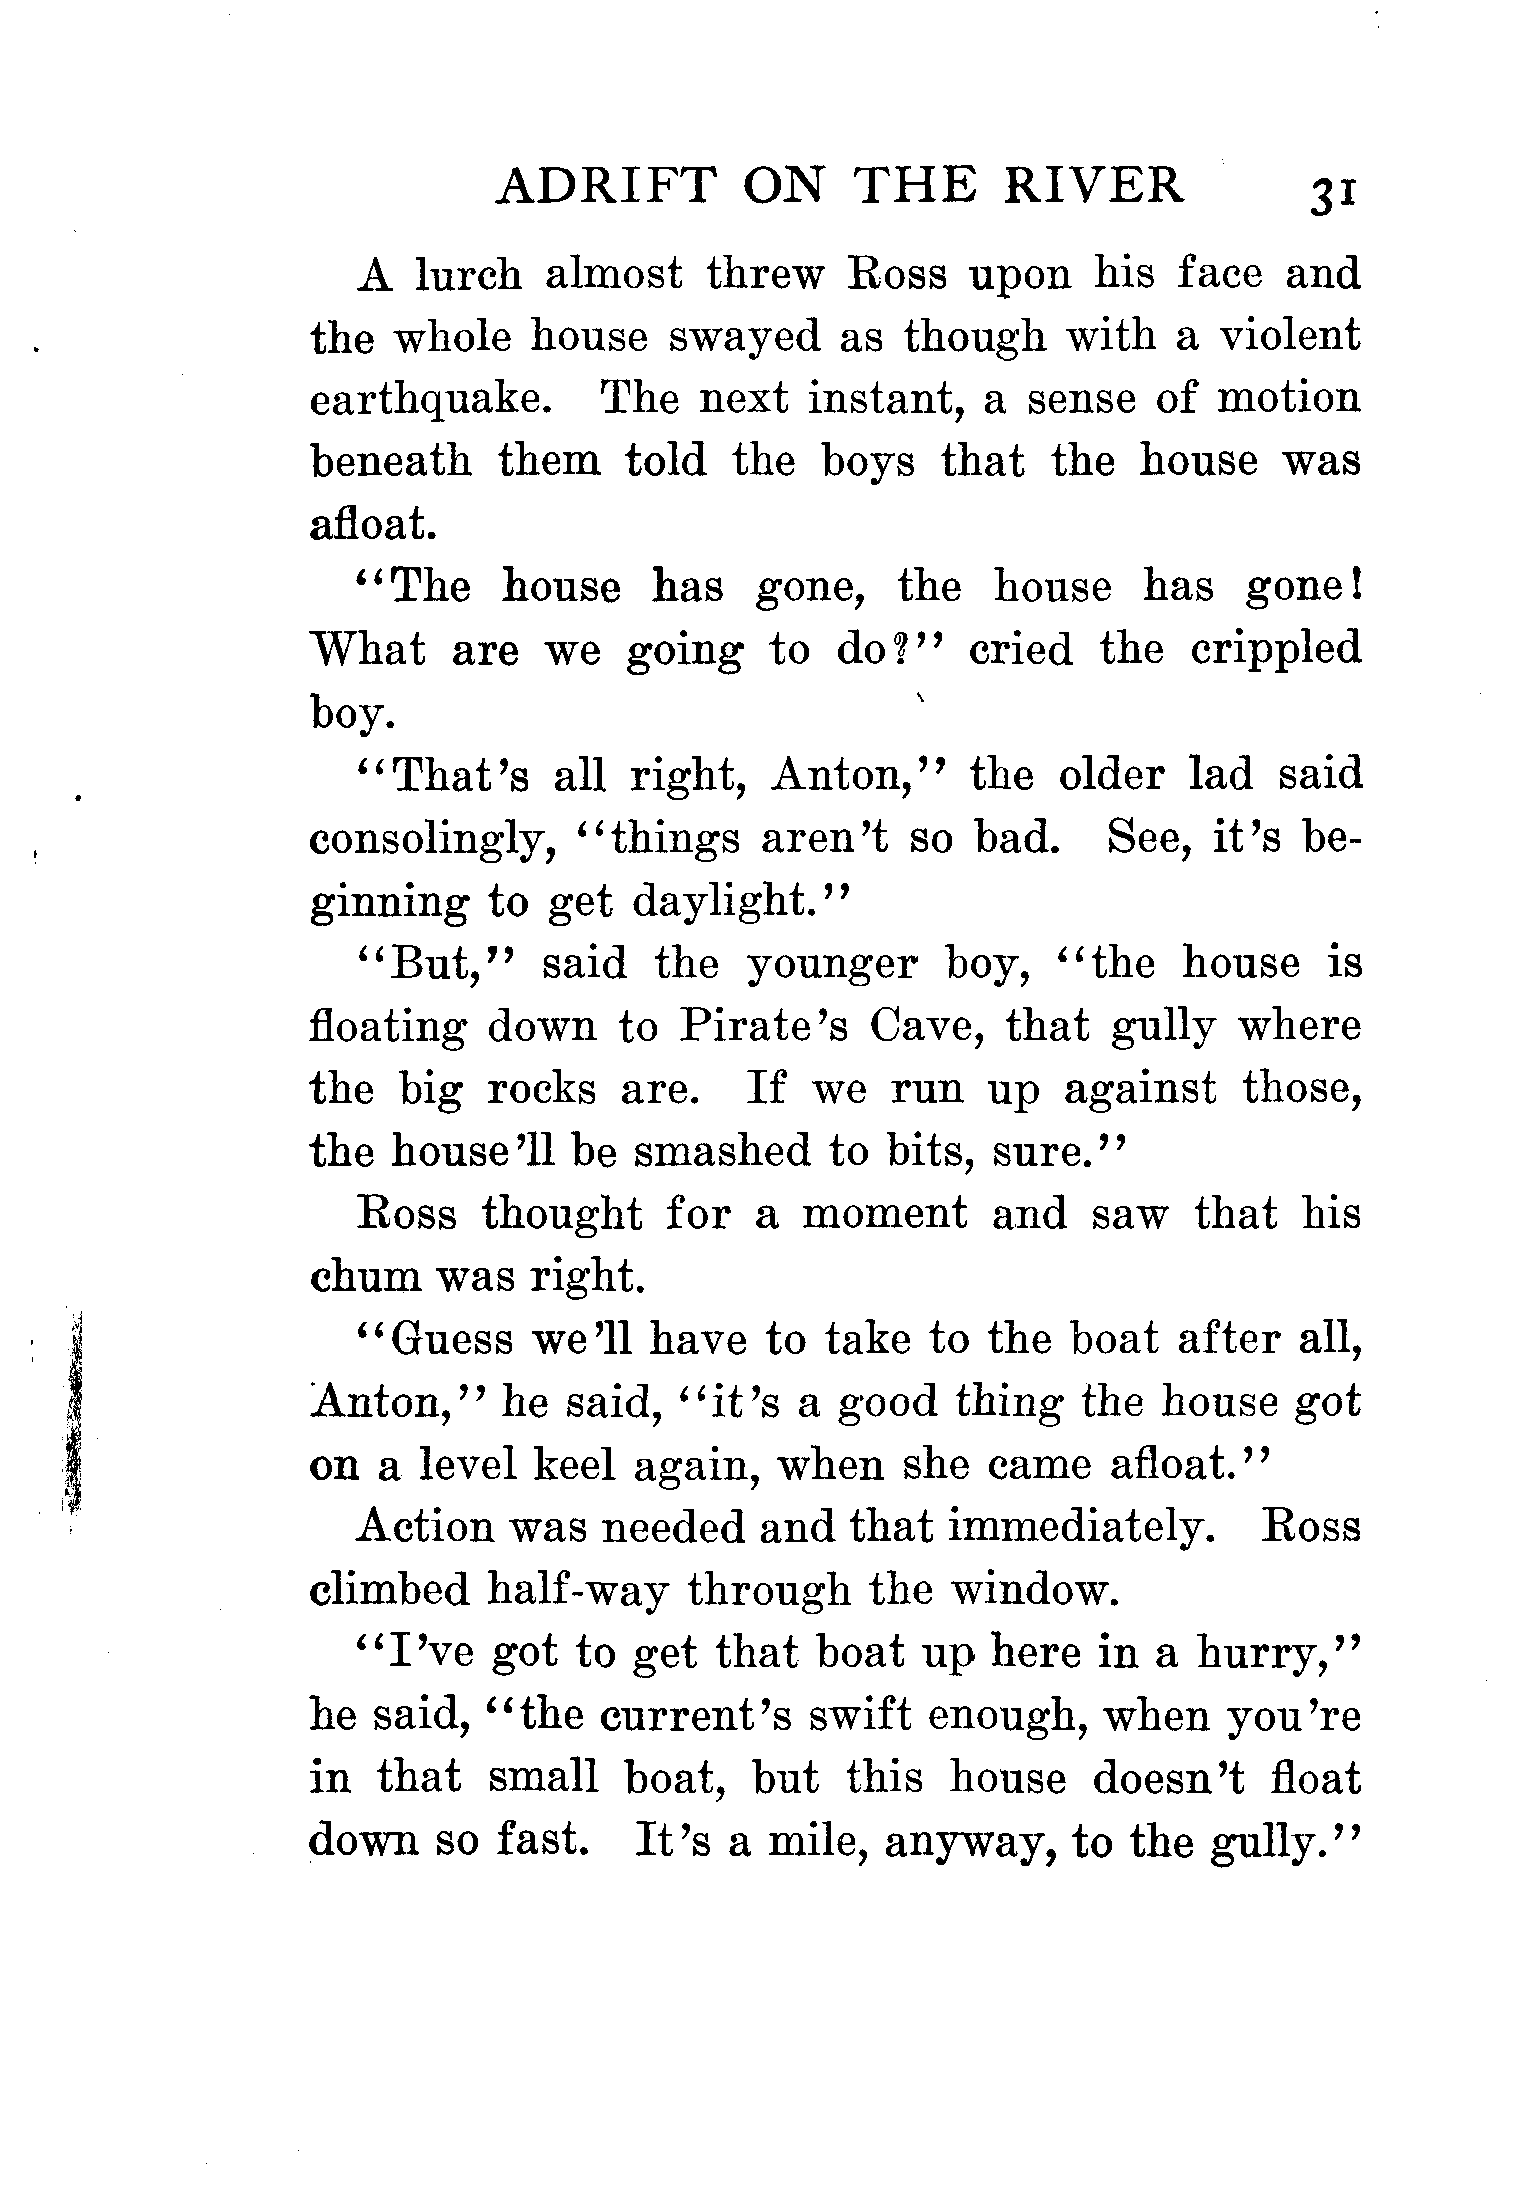 ADRIFT ON THE RIVER 31
A lurch almost threw Ross upon his face and
the whole house swayed as though with a violent
earthquake. The next instant, a sense of motion
beneath them told the boys that the house was
afloat.
"The house has gone, the house has gone!
What are we going to do?" cried the crippled
boy.
"That's all right, Anton," the older lad said
consolingly, "things aren't so bad. See, it's be-
ginning to get daylight."
"But," said the younger boy, "the house is
floating down to Pirate's Cave, that gully where
the big rocks are. If we run up against those,
the house'll be smashed to bits, sure."
Ross thought for a moment and saw that his
chum was right.
"Guess we'll have to take to the boat after all,
Anton," he said, "it's a good thing the house got
on a level keel again, when she came afloat."
Action was needed and that immediately. Ross
climbed half-way through the window.
"I've got to get that boat up here in a hurry,"
he said, "the current's swift enough, when you're
in that small boat, but this house doesn't float
down so fast. It's a mile, anyway, to the gully."